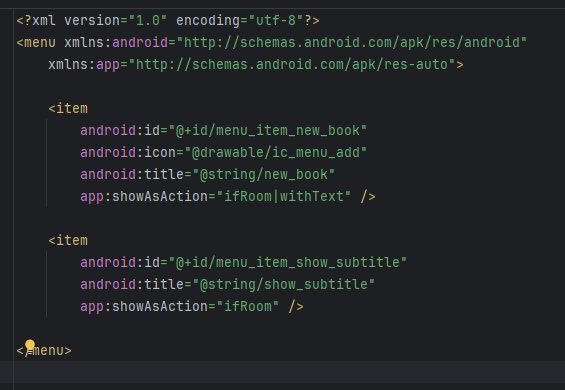 <?xml version="1.0" encoding="utf-8"?>
<menu xmlns:android="http://schemas.android.com/apk/res/android"
    xmlns:app="http://schemas.android.com/apk/res-auto">

    <item
        android:id="@+id/menu_item_new_book"
        android:icon="@drawable/ic_menu_add"
        android:title="@string/new_book"
        app:showAsAction="ifRoom|withText" />

    <item
        android:id="@+id/menu_item_show_subtitle"
        android:title="@string/show_subtitle"
        app:showAsAction="ifRoom" />

</menu>